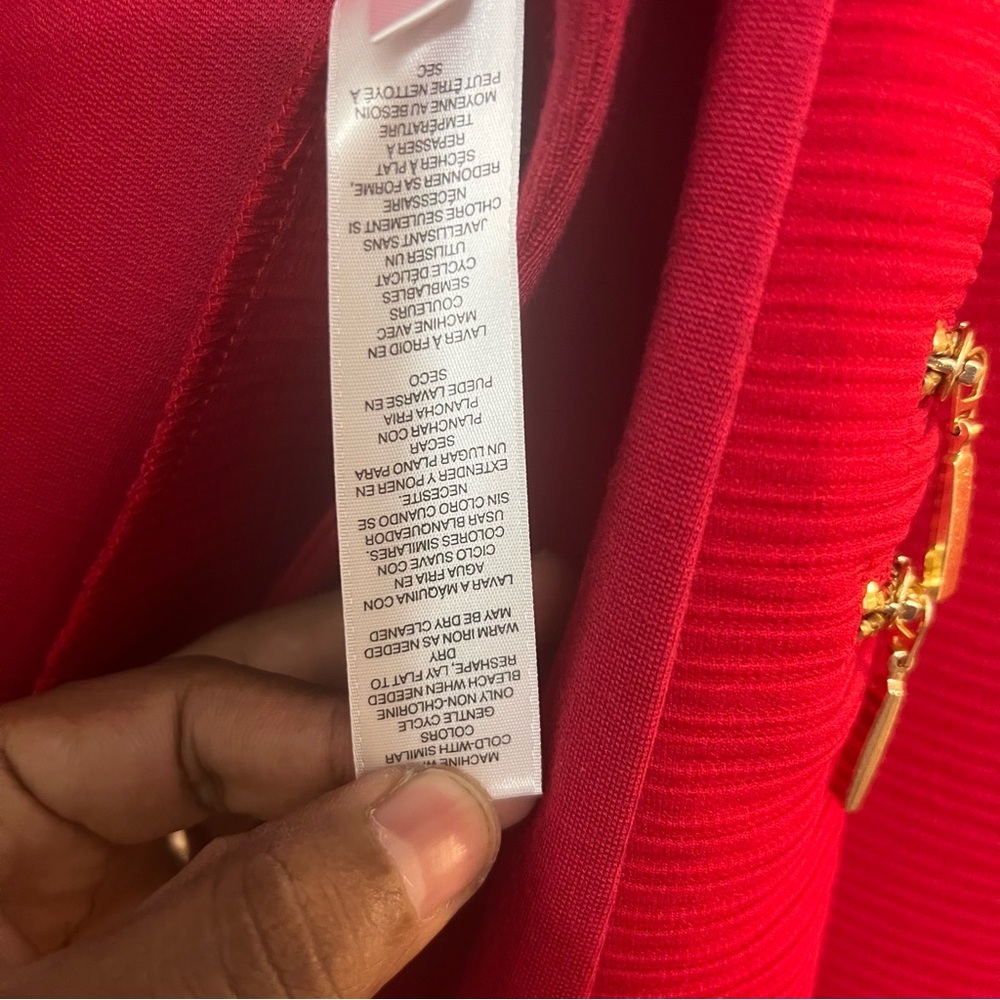 MACHINE
COLD-WITH SIMILAR
COLORS
GENTLE CYCLE
ONLY NON-CHLORINE
BLEACH WHEN NEEDED
RESHAPE, LAY FLAT TO
DRY
WARM IRON AS NEEDED
MAY BE DRY CLEANED
LAVAR A MÁQUINA CON
AGUA FRIA EN
CICLO SUAVE CON
COLORES SIMILARES.
USAR BLANQUEADOR
SIN CLORO CUANDO SE
NECESITE.
EXTENDER Y PONER EN
UN LUGAR PLANO PARA
SECAR
PLANCHAR CON
PLANCHA FRIA
PUEDE LAVARSE EN
SECO
LAVER À FROID EN
MACHINE AVEC
COULEURS
SEMBLABLES
CYCLE DÉLICAT
UTILISER UN
JAVELLISANT SANS
CHLORE SEULEMENT SI
NÉCESSAIRE
REDONNER SA FORME,
SÉCHER À PLAT
REPASSER À
TEMPÉRATURE
MOYENNE AU BESOIN
PEUT ÊTRE NETTOYÉ À
SEC